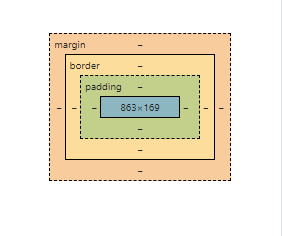 margin –
border –
padding –
– – – 863×169 – – –
–
–
–